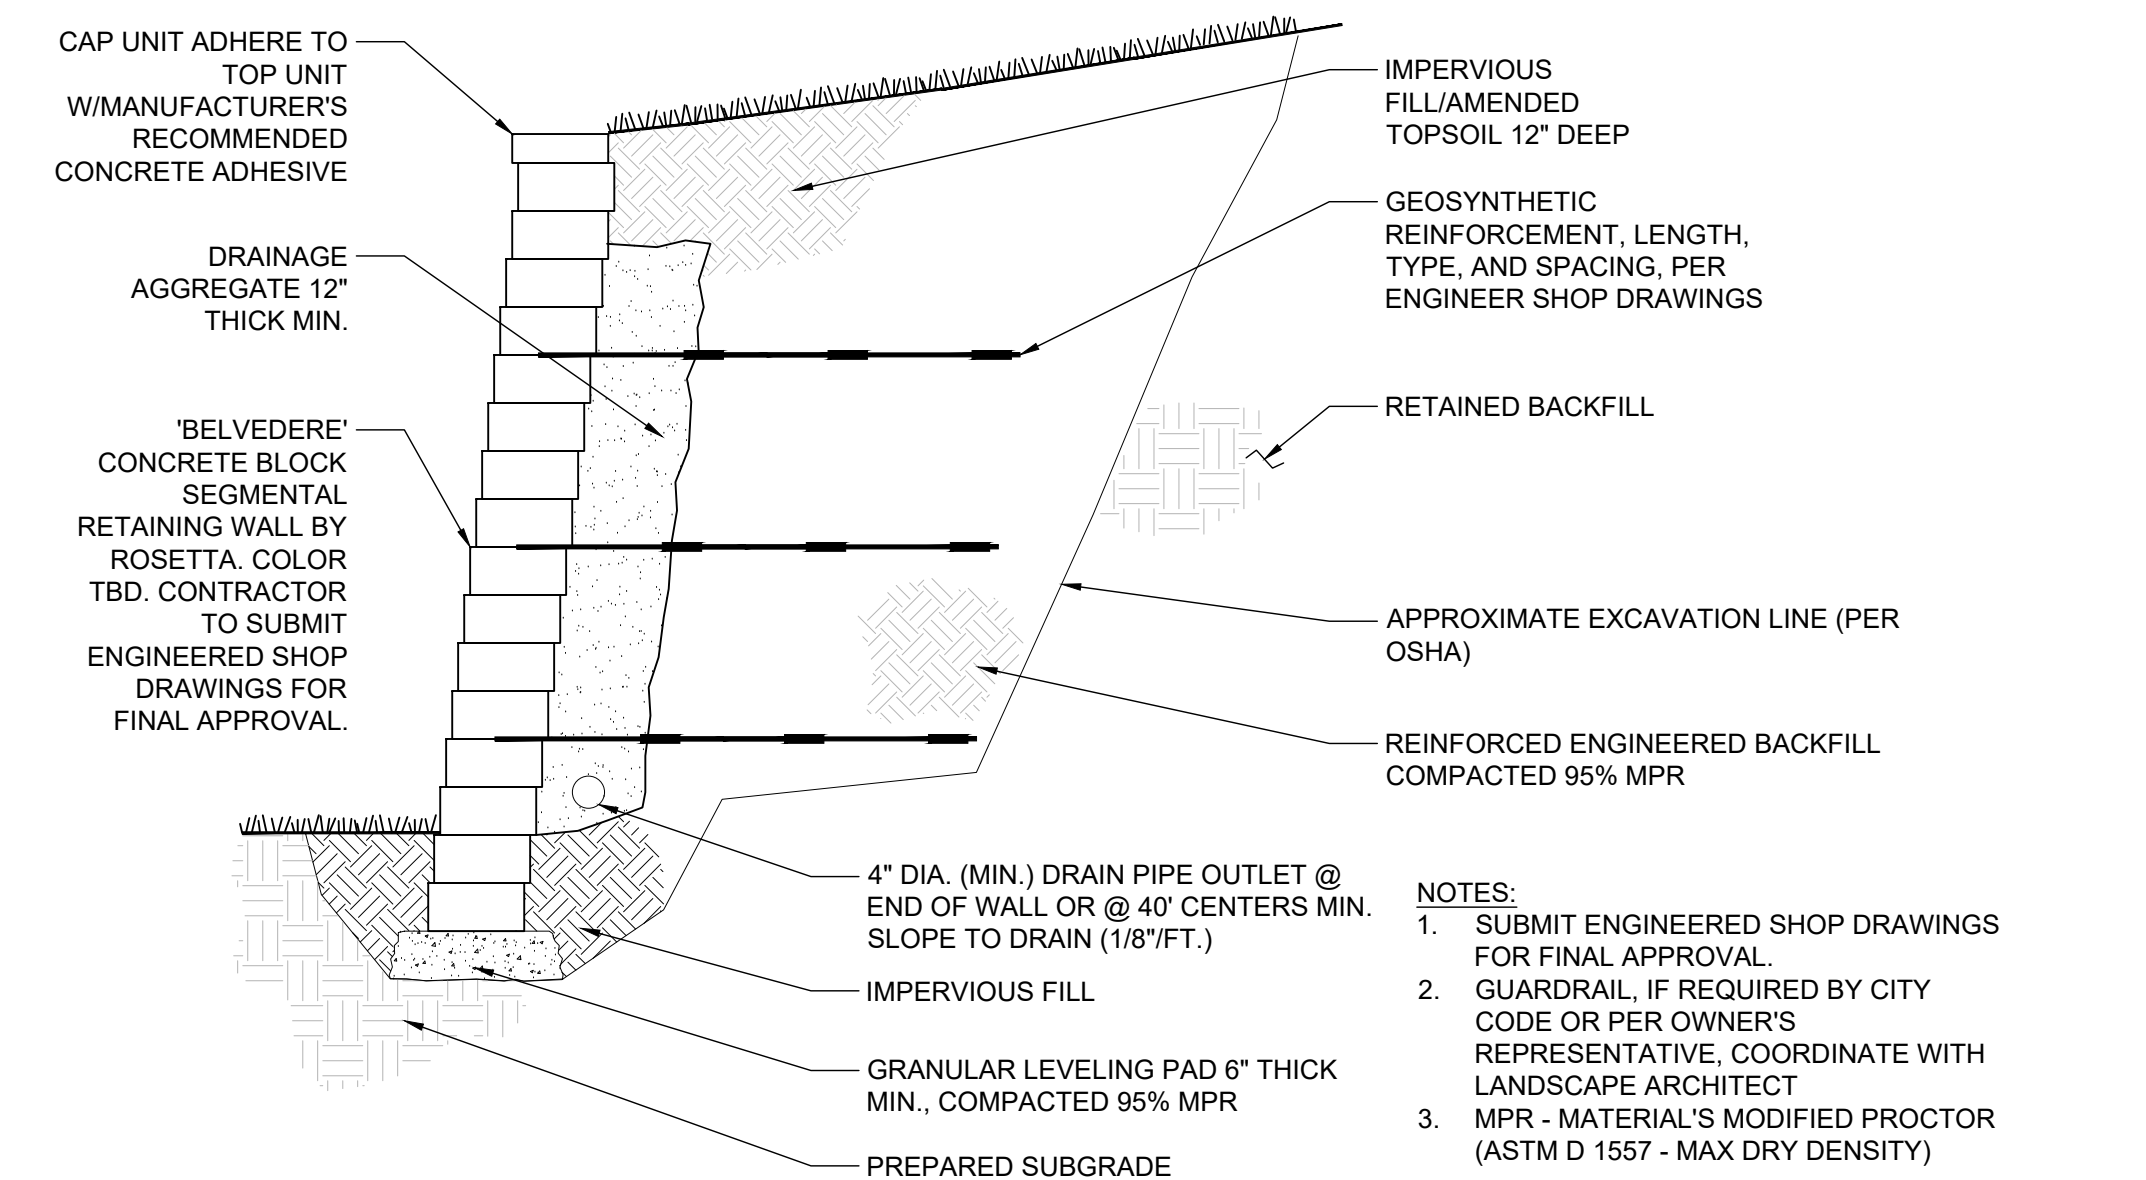 CAP UNIT ADHERE TO
TOP UNIT
W/MANUFACTURER'S
RECOMMENDED
CONCRETE ADHESIVE
DRAINAGE
AGGREGATE 12"
THICK MIN.
'BELVEDERE'
CONCRETE BLOCK
SEGMENTAL
RETAINING WALL BY
ROSETTA. COLOR
TBD. CONTRACTOR
TO SUBMIT
ENGINEERED SHOP
DRAWINGS FOR
FINAL APPROVAL.
IMPERVIOUS
FILL/AMENDED
TOPSOIL 12" DEEP
GEOSYNTHETIC
REINFORCEMENT, LENGTH,
TYPE, AND SPACING, PER
ENGINEER SHOP DRAWINGS
RETAINED BACKFILL
APPROXIMATE EXCAVATION LINE (PER
OSHA)
REINFORCED ENGINEERED BACKFILL
COMPACTED 95% MPR
4" DIA. (MIN.) DRAIN PIPE OUTLET @
END OF WALL OR @ 40' CENTERS MIN.
SLOPE TO DRAIN (1/8"/FT.)
IMPERVIOUS FILL
GRANULAR LEVELING PAD 6" THICK
MIN., COMPACTED 95% MPR
PREPARED SUBGRADE
NOTES:
1. SUBMIT ENGINEERED SHOP DRAWINGS
FOR FINAL APPROVAL.
2. GUARDRAIL, IF REQUIRED BY CITY
CODE OR PER OWNER'S
REPRESENTATIVE, COORDINATE WITH
LANDSCAPE ARCHITECT
3. MPR - MATERIAL'S MODIFIED PROCTOR
(ASTM D 1557 - MAX DRY DENSITY)